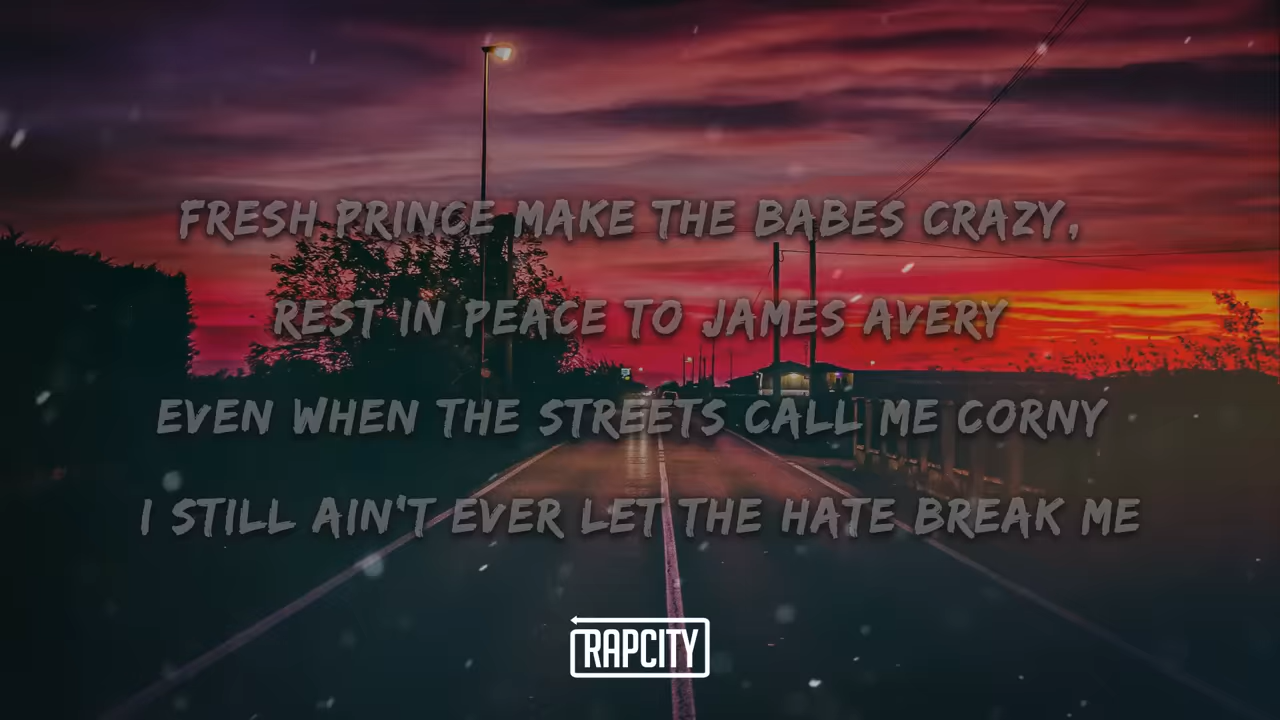 FRESH PRINCE MAKE THE BABES CRAZY,
REST IN PEACE TO JAMES AVERY
EVEN WHEN THE STREETS CALL ME CORNY
I STILL AIN'T EVER LET THE HATE BREAK ME
RAPCITY